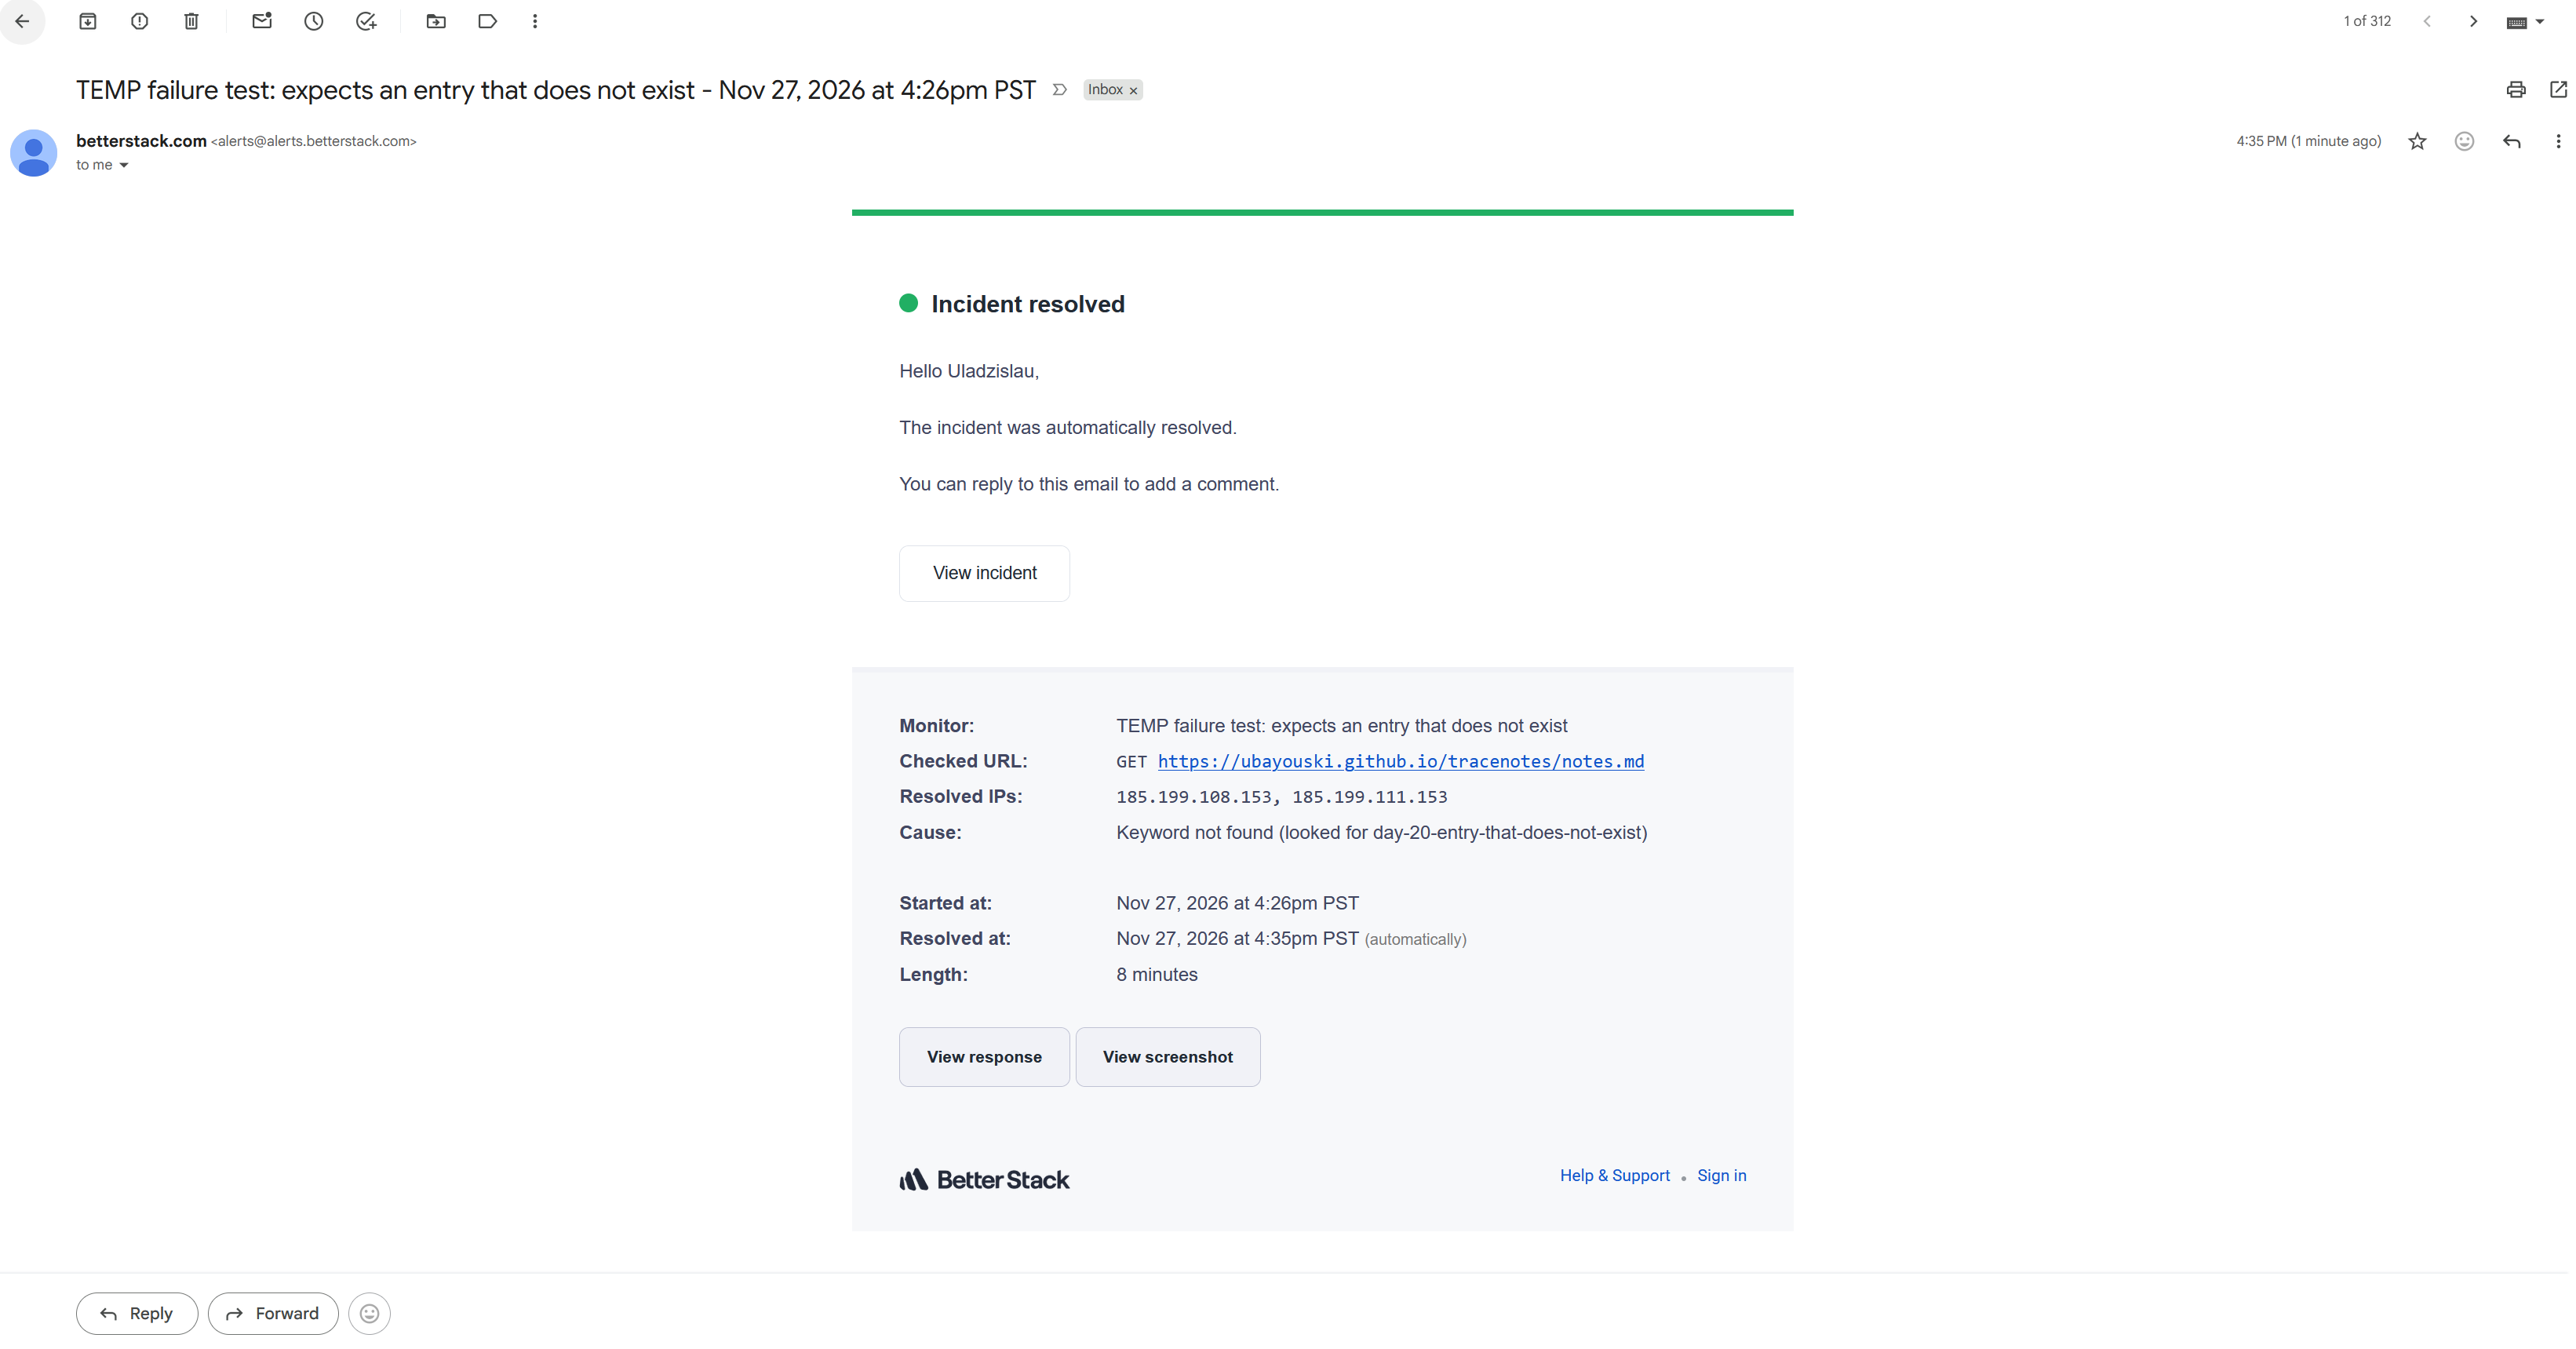 1 of 312
TEMP failure test: expects an entry that does not exist - Nov 27, 2026 at 4:26pm PST
Inbox ×
betterstack.com <alerts@alerts.betterstack.com>
4:35 PM (1 minute ago)
to me
Incident resolved
Hello Uladzislau,
The incident was automatically resolved.
You can reply to this email to add a comment.
View incident
Monitor: TEMP failure test: expects an entry that does not exist
Checked URL: GET https://ubayouski.github.io/tracenotes/notes.md
Resolved IPs: 185.199.108.153, 185.199.111.153
Cause: Keyword not found (looked for day-20-entry-that-does-not-exist)
Started at: Nov 27, 2026 at 4:26pm PST
Resolved at: Nov 27, 2026 at 4:35pm PST (automatically)
Length: 8 minutes
View response View screenshot
Better Stack
Help & Support • Sign in
Reply Forward